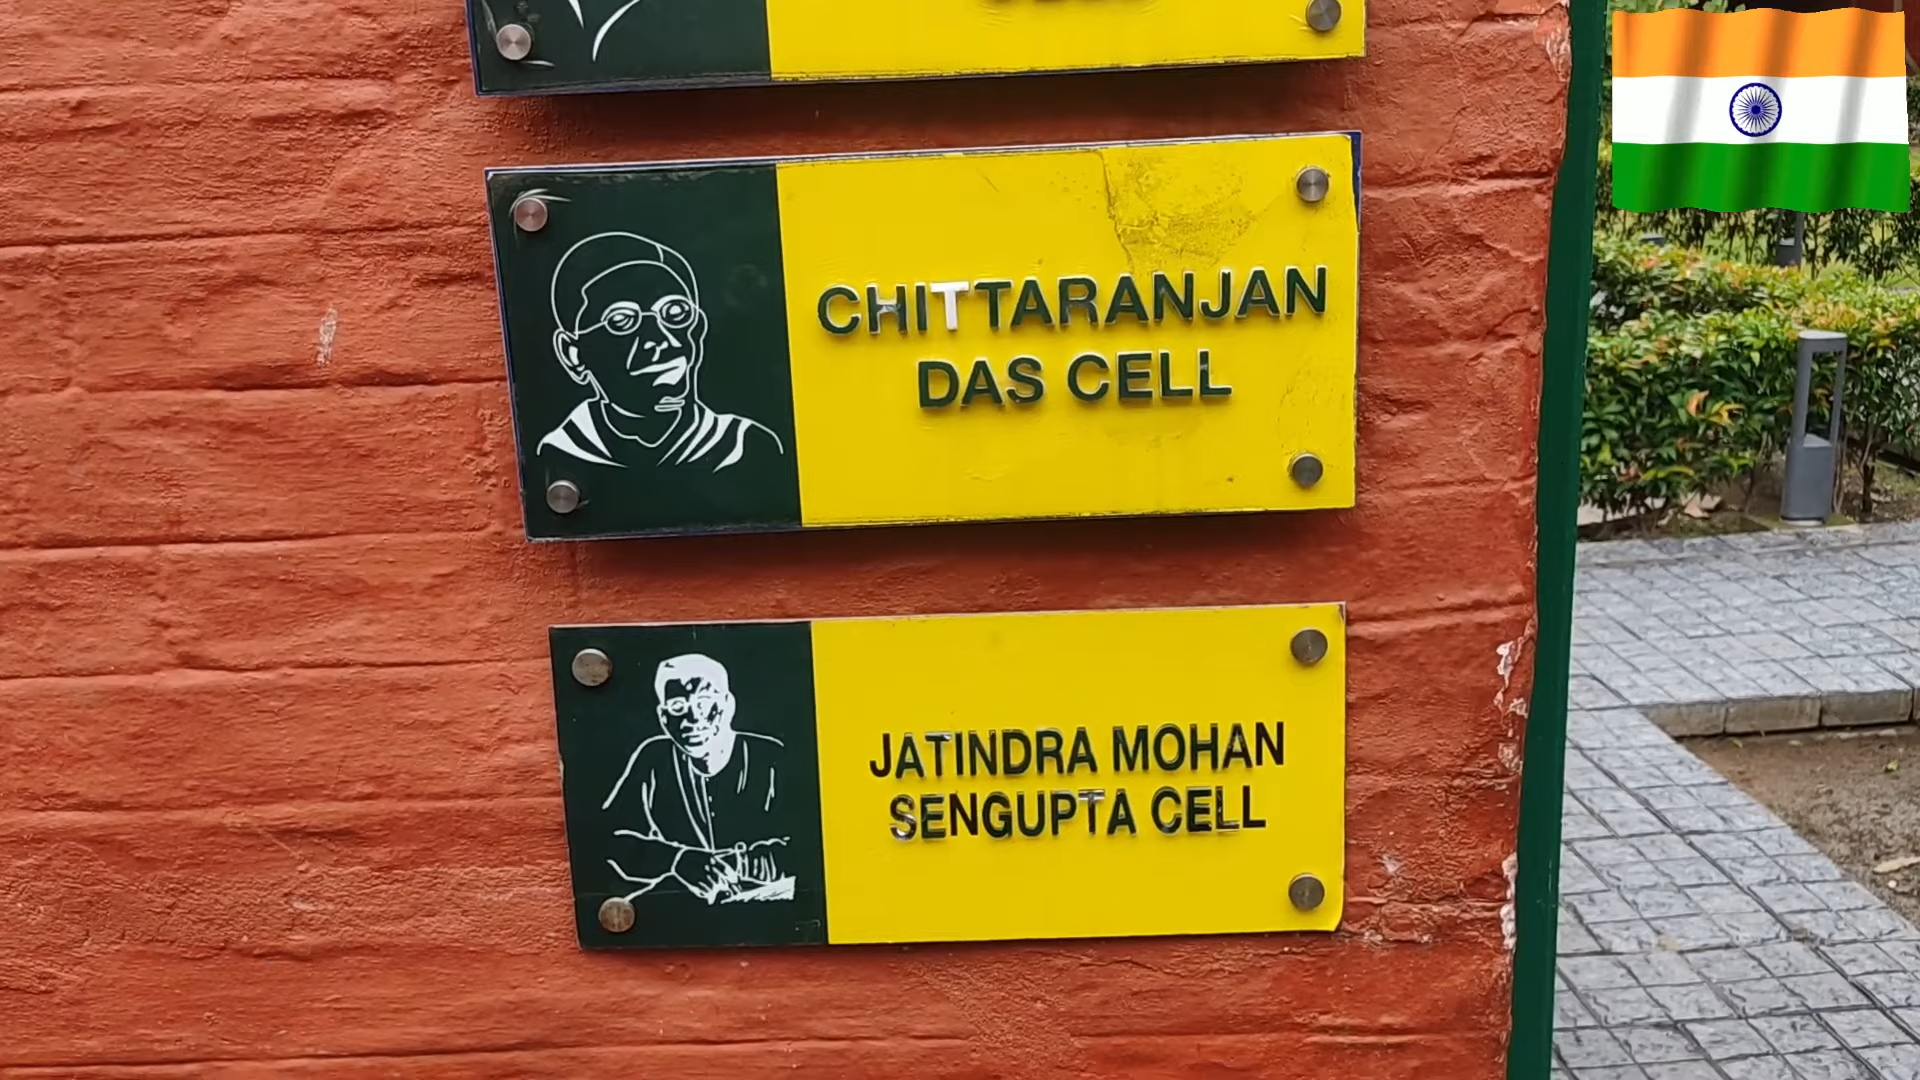 CHITTARANJAN
DAS CELL
JATINDRA MOHAN
SENGUPTA CELL